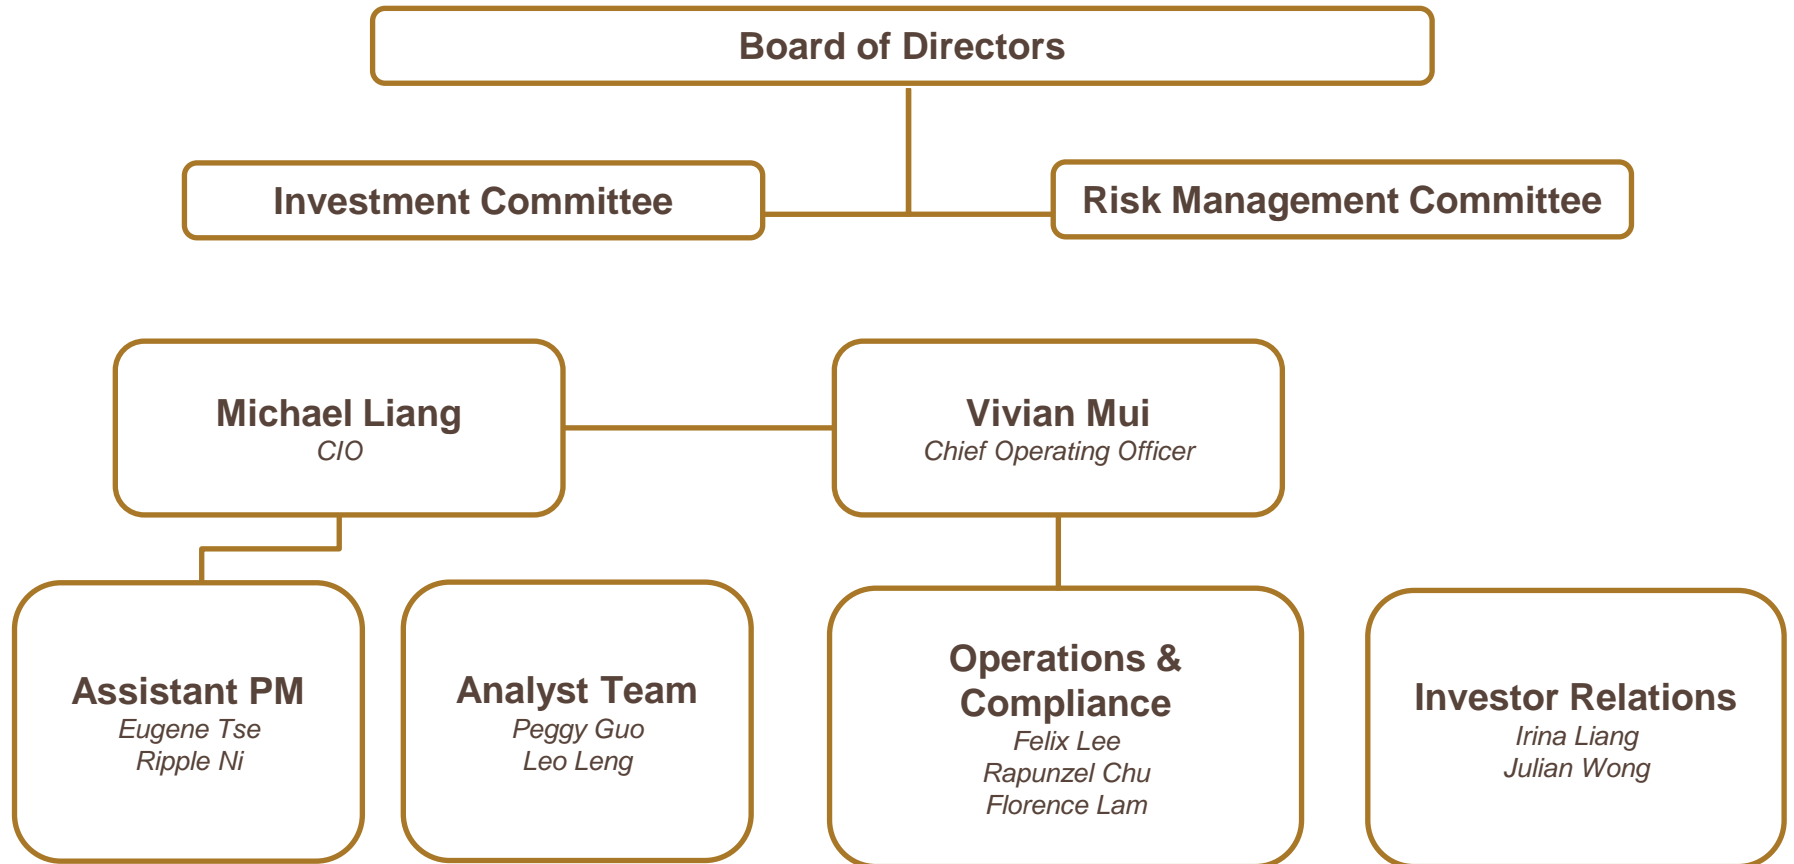 Board of Directors
Investment Committee
Risk Management Committee
Michael Liang
CIO
Vivian Mui
Chief Operating Officer
Assistant PM
Eugene Tse
Ripple Ni
Analyst Team
Peggy Guo
Leo Leng
Operations &
Compliance
Felix Lee
Rapunzel Chu
Florence Lam
Investor Relations
Irina Liang
Julian Wong